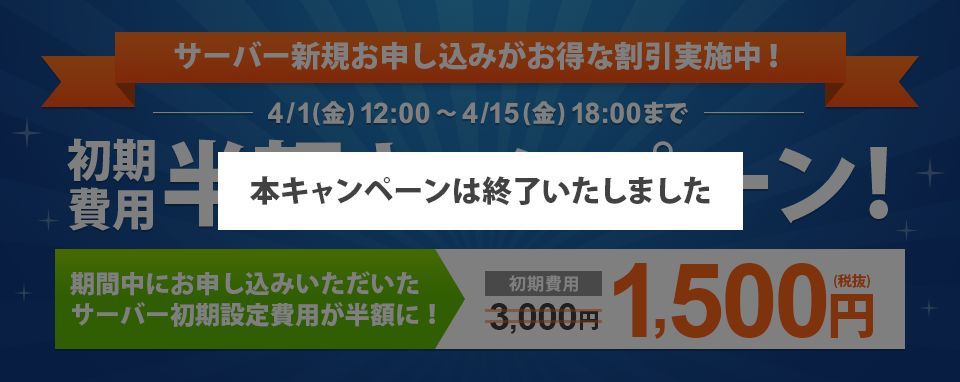 サーバー新規お申し込みがお得な割引実施中！
4/1(金) 12:00 ～ 4/15(金) 18:00まで
初期
費用
ン！
本キャンペーンは終了いたしました
期間中にお申し込みいただいた
サーバー初期設定費用が半額に！
初期費用
3,000円
1,500円
(税抜)